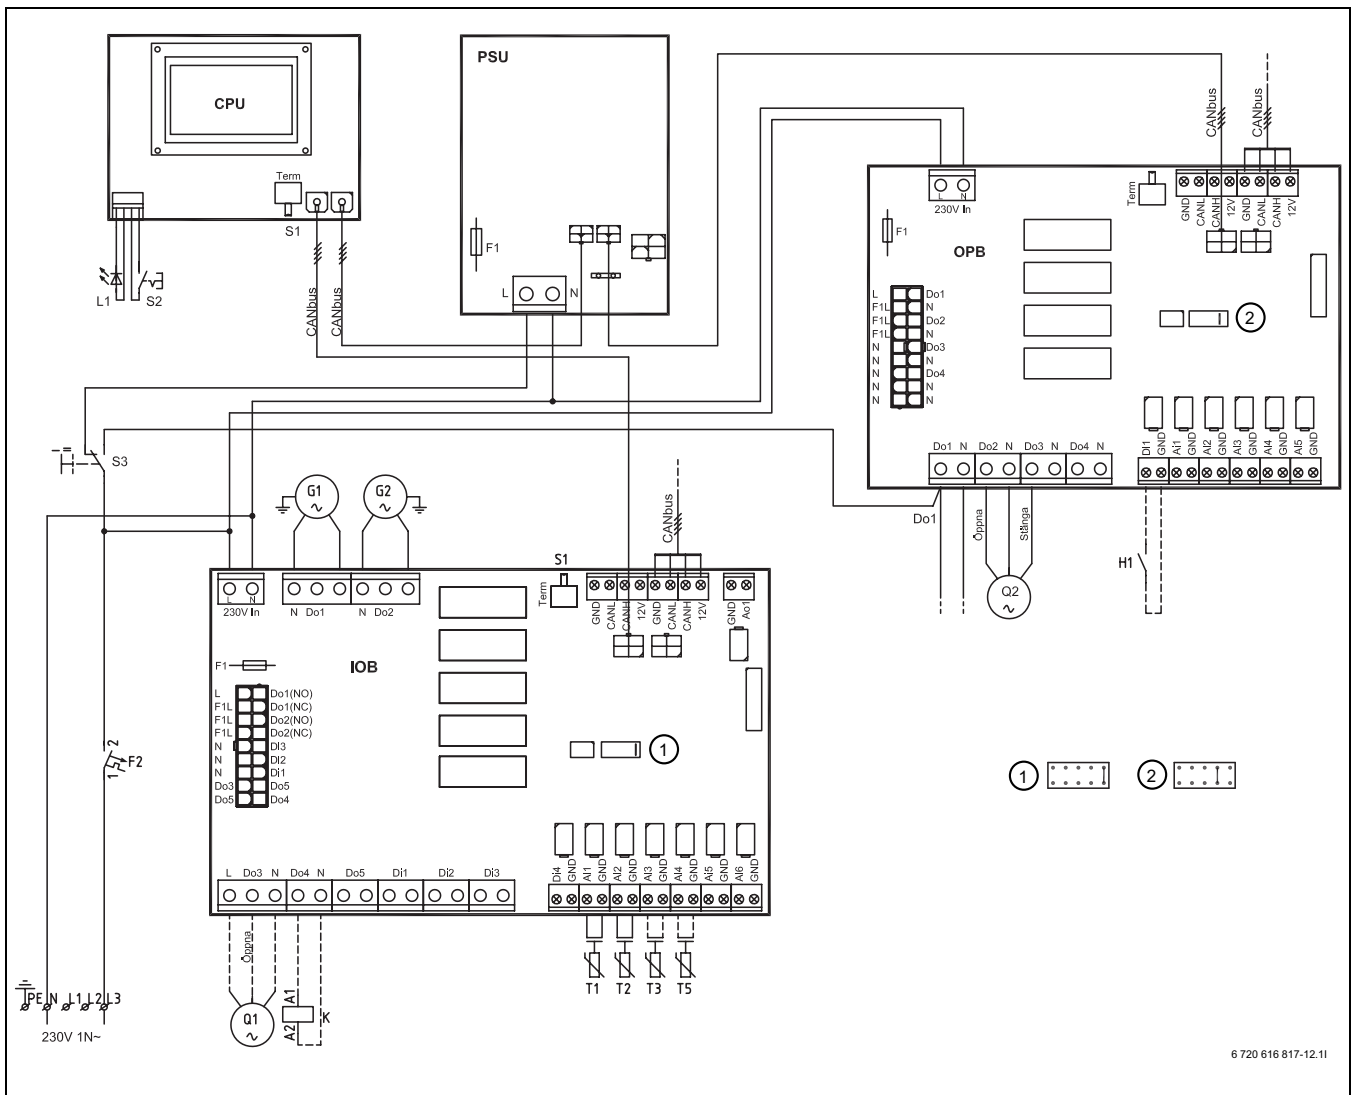 CPU
Term
S1
L1
S2
CANbus
CANbus
PSU
F1
L
N
CANbus
CANbus
L
N
230V In
Term
GND
CANL
CANH
12V
GND
CANL
CANH
12V
F1
OPB
L
F1L
F1L
F1L
N
N
N
N
N
Do1
N
Do2
N
Do3
N
Do4
N
N
2
DI1
GND
Ai1
GND
AI2
GND
AI3
GND
AI4
GND
AI5
GND
Do1 N Do2 N Do3 N Do4 N
Do1
Öppna
Stänga
Q2
~
H1
S3
G1
~
G2
~
CANbus
S1
Term
L
N
230V In
N Do1
N Do2
GND
CANL
CANH
12V
GND
CANL
CANH
12V
GND
Ao1
F1
IOB
L
F1L
F1L
F1L
N
N
N
Do3
Do5
Do1(NO)
Do1(NC)
Do2(NO)
Do2(NC)
DI3
DI2
Di1
Do5
Do4
1
1
2
2
1
F2
Di4
GND
AI1
GND
AI2
GND
AI3
GND
AI4
GND
AI5
GND
AI6
GND
L Do3 N Do4 N Do5 Di1 Di2 Di3
Öppna
T1 T2 T3 T5
Q1
~
A1
A2
K
PE N L1 L2 L3
230V 1N~
6 720 616 817-12.1I